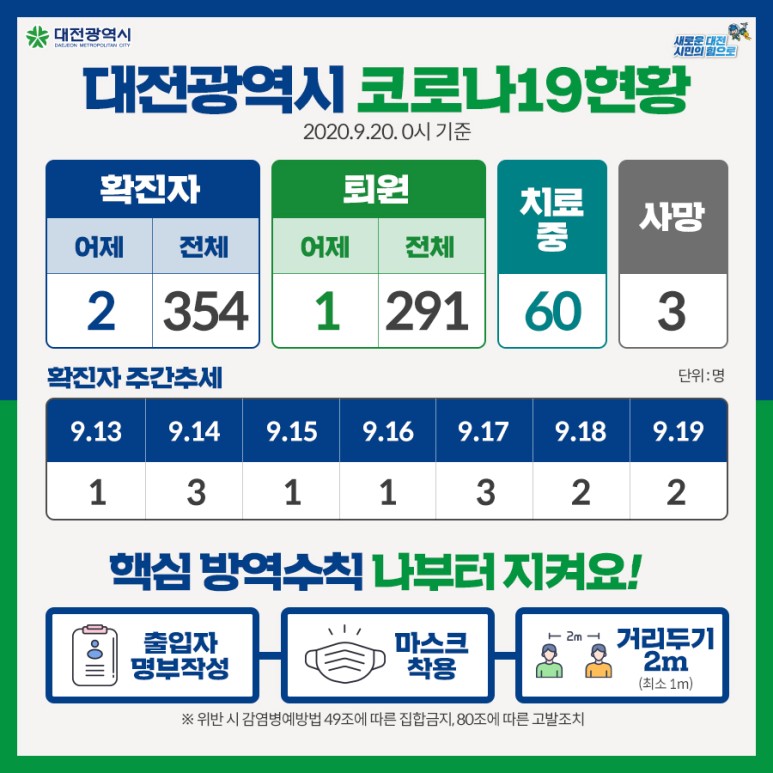 대전광역시
DAEJEON METROPOLITAN CITY
새로운 대전
시민의 힘으로
대전광역시 코로나19현황
2020.9.20. 0시 기준
확진자
어제 전체
2 354
퇴원
어제 전체
1 291
치료
중
60
사망
3
확진자 주간추세
단위 : 명
9.13 9.14 9.15 9.16 9.17 9.18 9.19
1 3 1 1 3 2 2
핵심 방역수칙 나부터 지켜요!
출입자
명부작성
마스크
착용
2m
거리두기
2m
(최소 1m)
※ 위반 시 감염병예방법 49조에 따른 집합금지, 80조에 따른 고발조치